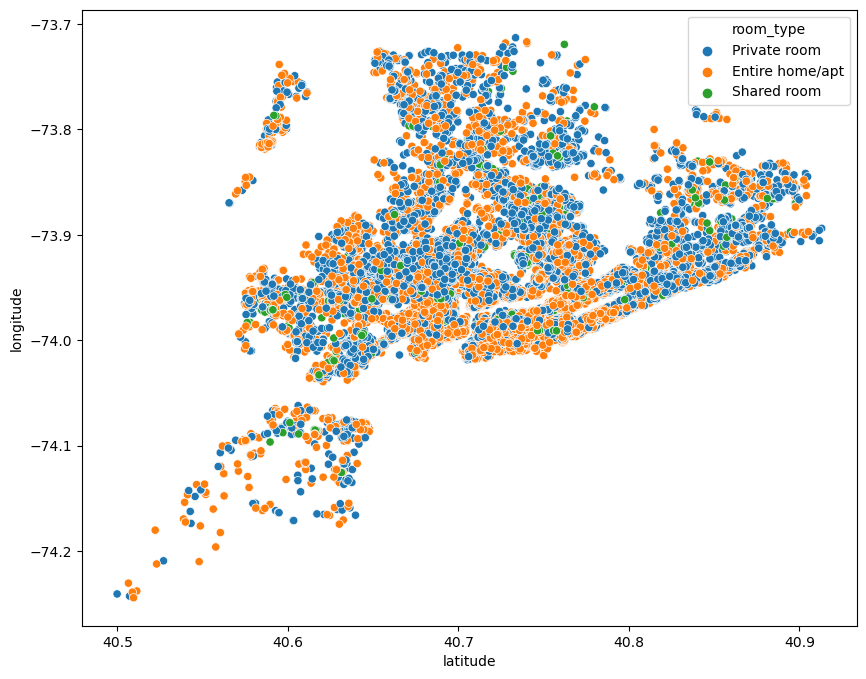 room_type
Private room
Entire home/apt
Shared room
−73.7
−73.8
−73.9
−74.0
−74.1
−74.2
longitude
40.5 40.6 40.7 40.8 40.9
latitude